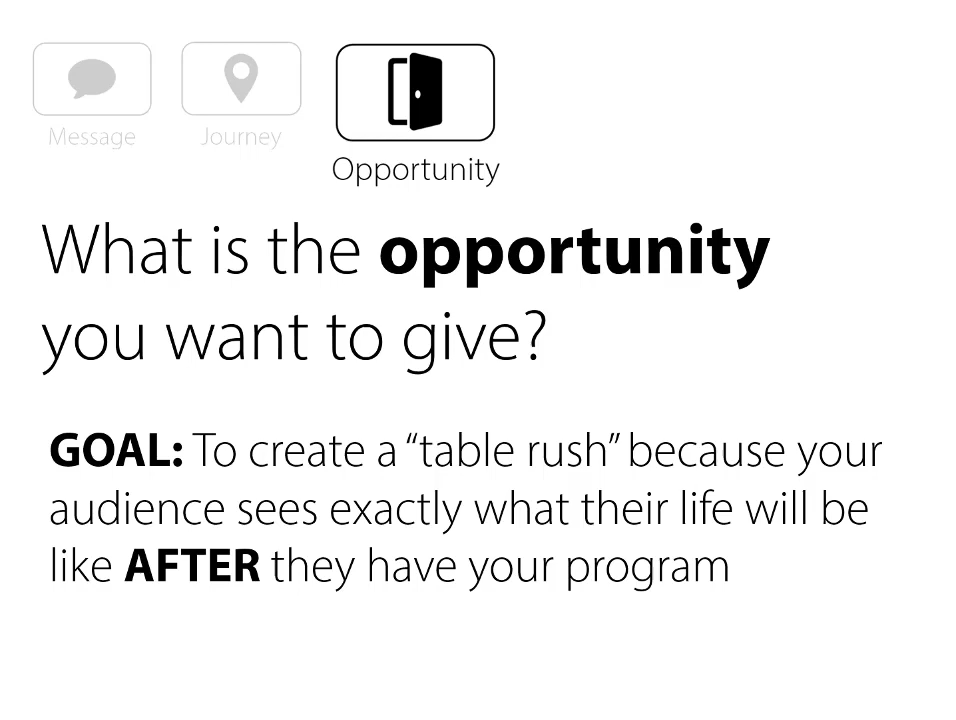 Message
Journey
Opportunity
What is the opportunity
you want to give?
GOAL: To create a “table rush” because your
audience sees exactly what their life will be
like AFTER they have your program